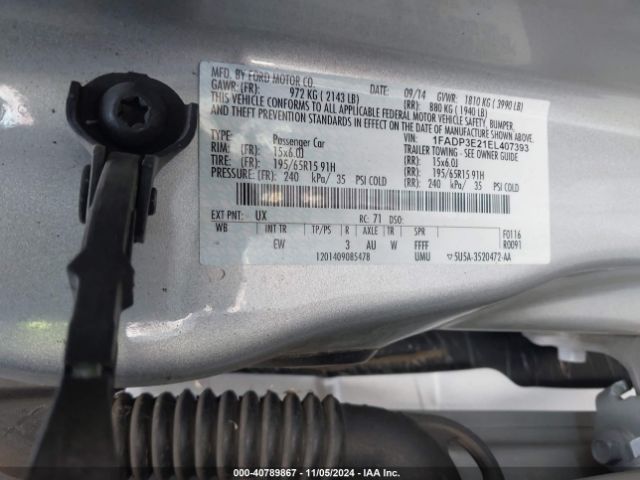 MFD. BY FORD MOTOR CO. DATE: 09/14 GVWR: 1810 KG ( 3990 LB)
GAWR: (FR): 972 KG ( 2143 LB) (RR): 880 KG ( 1940 LB)
THIS VEHICLE CONFORMS TO ALL APPLICABLE FEDERAL MOTOR VEHICLE SAFETY, BUMPER,
AND THEFT PREVENTION STANDARDS IN EFFECT ON THE DATE OF MANUFACTURE SHOWN ABOVE.
VIN: 1FADP3E21EL407393
TYPE: Passenger Car TRAILER TOWING - SEE OWNER GUIDE
RIM: (FR): 15x6.0J (RR): 15x6.0J
TIRE: (FR): 195/65R15 91H (RR): 195/65R15 91H
PRESSURE: (FR): 240 kPa/ 35 PSI COLD (RR): 240 kPa/ 35 PSI COLD
EXT PNT: UX RC: 71 DSO:
WB INT TR TP/PS R AXLE TR SPR F0116
EW 3 AU W FFFF R0091
1201409085478 UMU 5U5A-3520472-AA
000-40789867 - 11/05/2024 - IAA Inc.